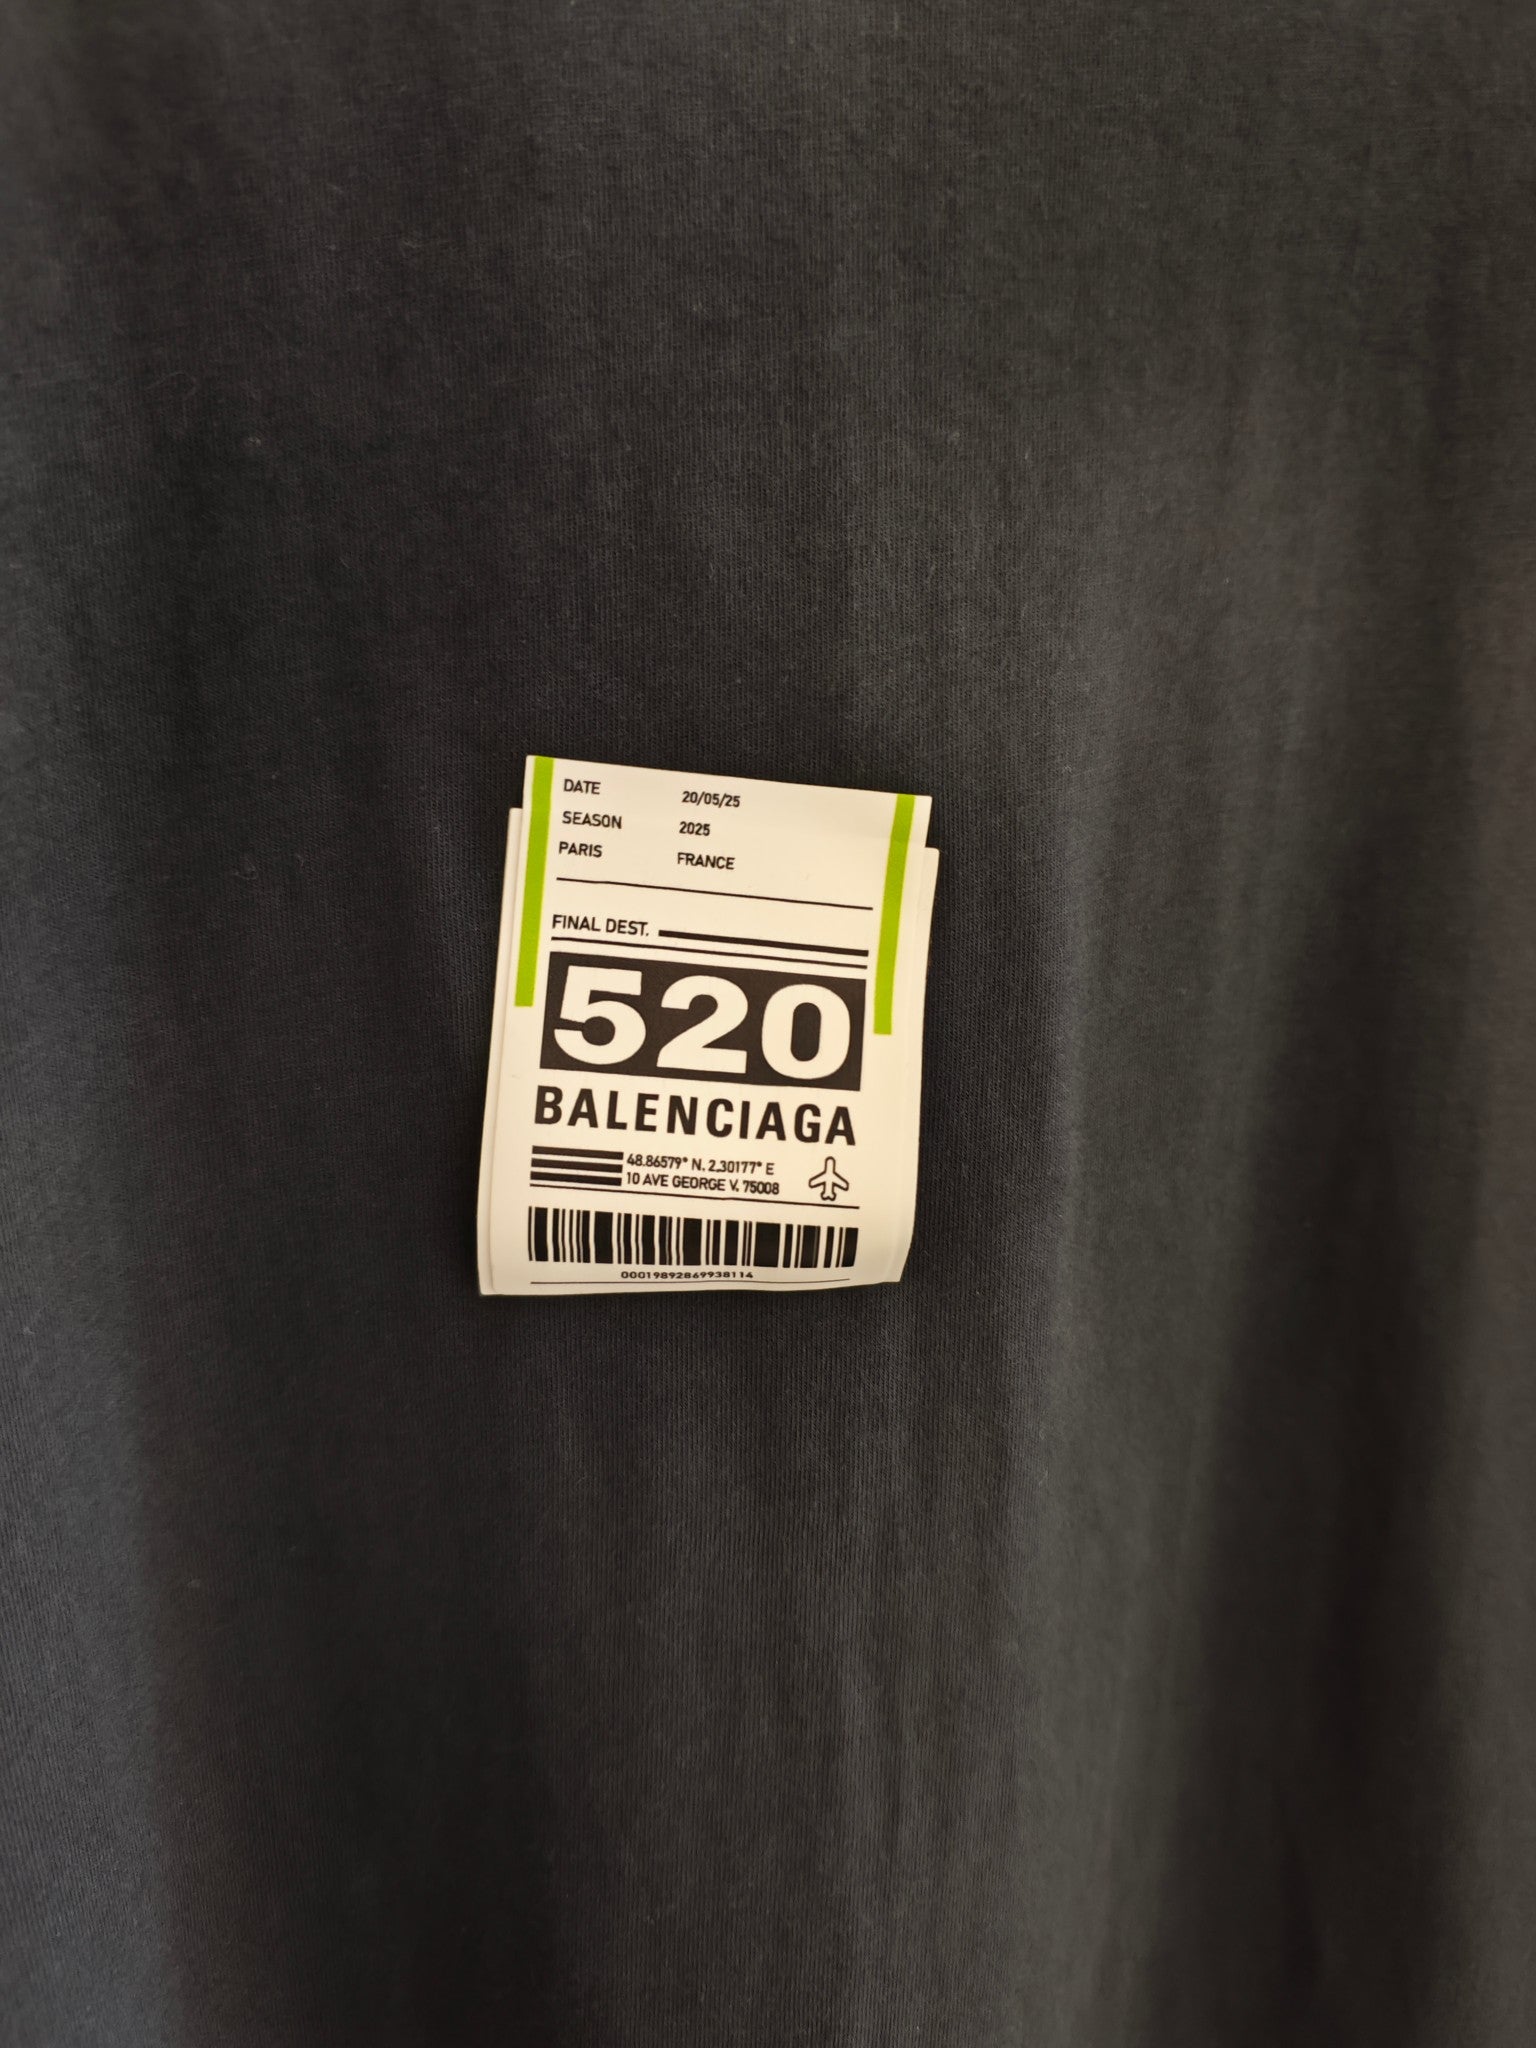 DATE 20/05/25
SEASON 2025
PARIS FRANCE
FINAL DEST.
520
BALENCIAGA
48.86579° N, 2.30177° E
10 AVE GEORGE V, 75008
00019892869938114